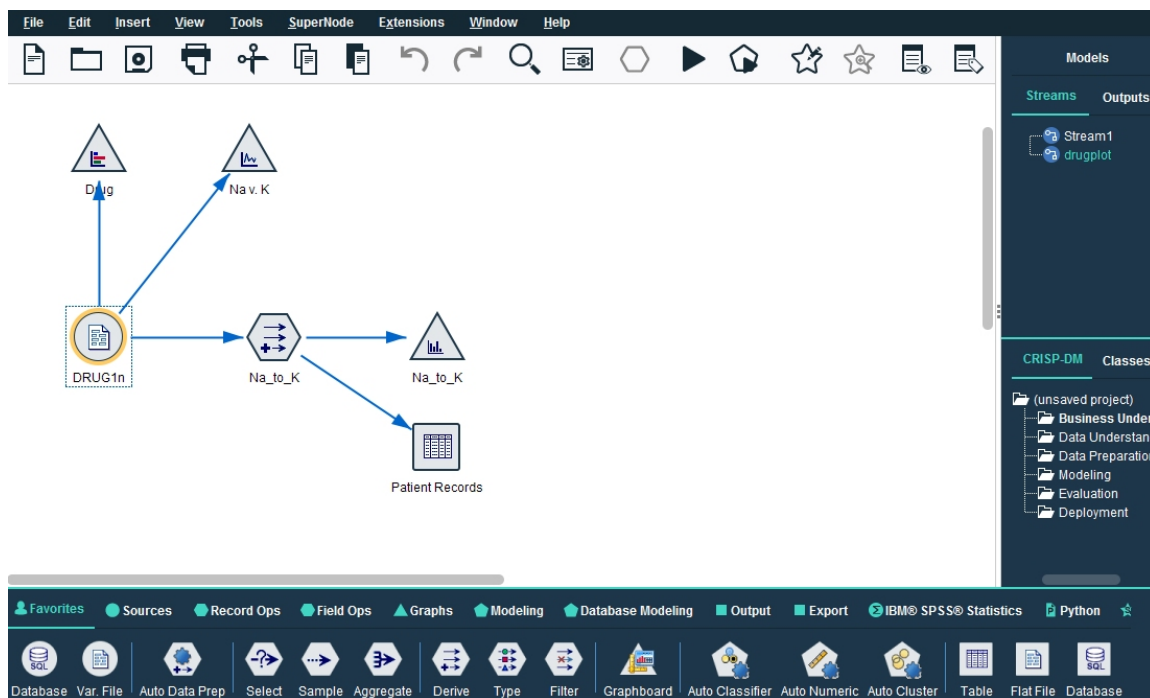 File Edit Insert View Tools SuperNode Extensions Window Help
Models
Streams Outputs
Stream1
drugplot
Drug
Na v. K
DRUG1n
Na_to_K
Na_to_K
Patient Records
CRISP-DM Classes
(unsaved project)
Business Under
Data Understan
Data Preparatio
Modeling
Evaluation
Deployment
Favorites Sources Record Ops Field Ops Graphs Modeling Database Modeling Output Export IBM® SPSS® Statistics Python
SQL
SQL
Database Var. File Auto Data Prep Select Sample Aggregate Derive Type Filter Graphboard Auto Classifier Auto Numeric Auto Cluster Table Flat File Database